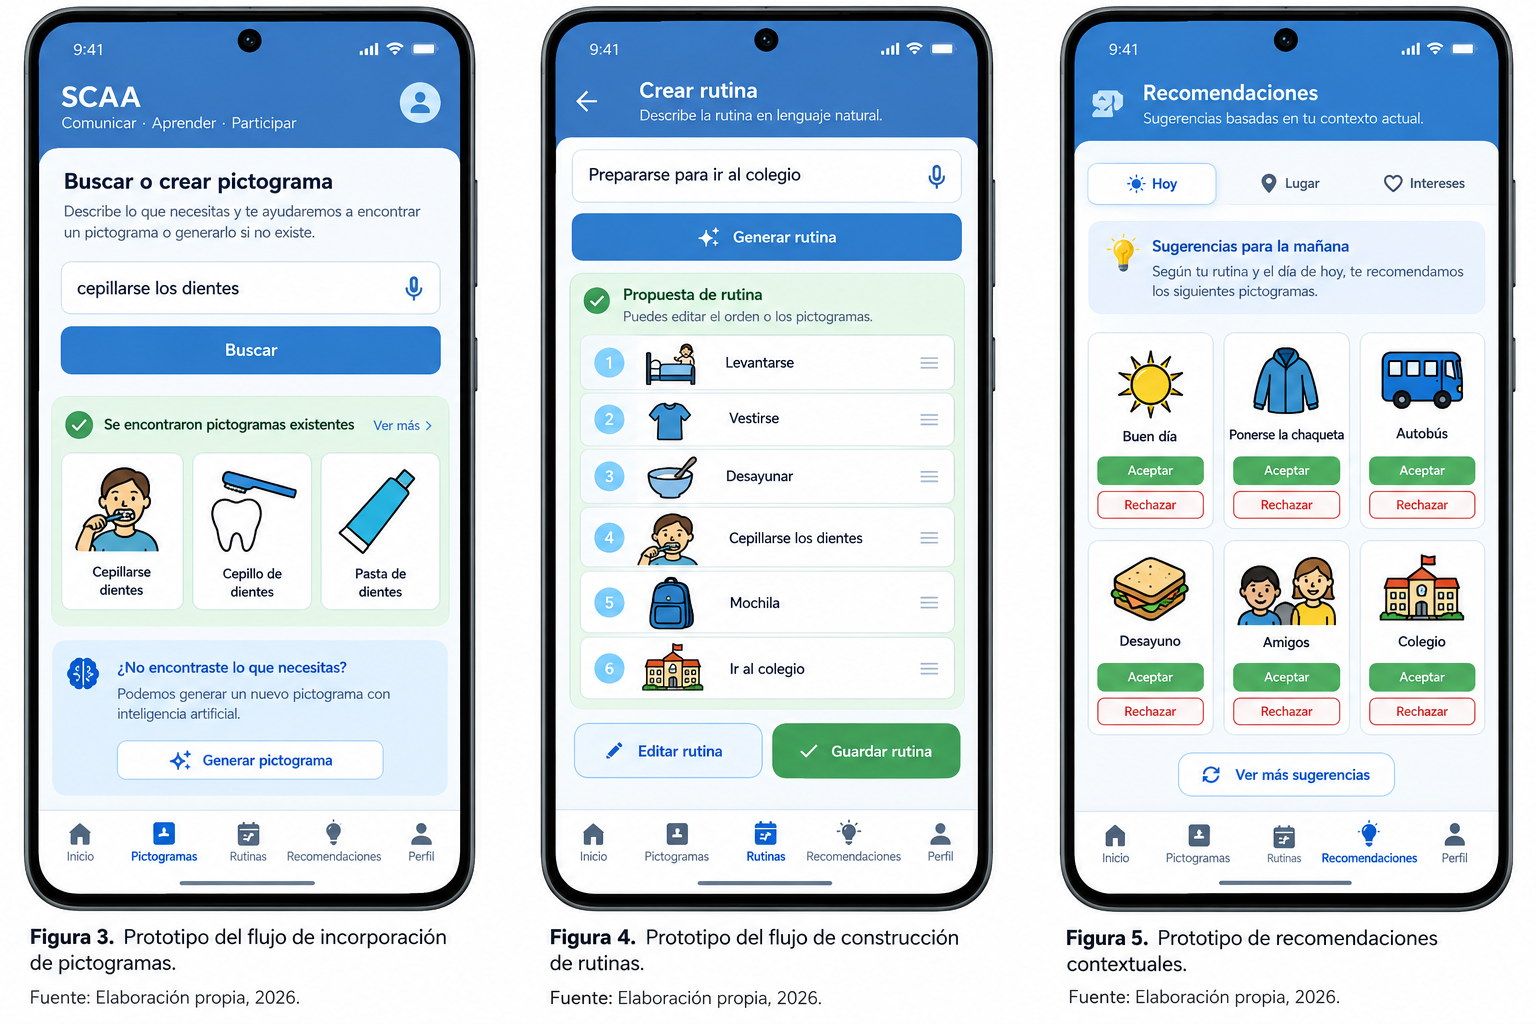 9:41
SCAA
Comunicar · Aprender · Participar
Buscar o crear pictograma
Describe lo que necesitas y te ayudaremos a encontrar
un pictograma o generarlo si no existe.
cepillarse los dientes
Buscar
Se encontraron pictogramas existentes
Ver más >
Cepillarse
dientes
Cepillo de
dientes
Pasta de
dientes
¿No encontraste lo que necesitas?
Podemos generar un nuevo pictograma con
inteligencia artificial.
Generar pictograma
Inicio
Pictogramas
Rutinas
Recomendaciones
Perfil
Figura 3. Prototipo del flujo de incorporación
de pictogramas.
Fuente: Elaboración propia, 2026.
9:41
Crear rutina
Describe la rutina en lenguaje natural.
Prepararse para ir al colegio
Generar rutina
Propuesta de rutina
Puedes editar el orden o los pictogramas.
1 Levantarse
2 Vestirse
3 Desayunar
4 Cepillarse los dientes
5 Mochila
6 Ir al colegio
Editar rutina
Guardar rutina
Inicio
Pictogramas
Rutinas
Recomendaciones
Perfil
Figura 4. Prototipo del flujo de construcción
de rutinas.
Fuente: Elaboración propia, 2026.
9:41
Recomendaciones
Sugerencias basadas en tu contexto actual.
Hoy
Lugar
Intereses
Sugerencias para la mañana
Según tu rutina y el día de hoy, te recomendamos
los siguientes pictogramas.
Buen día
Ponerse la chaqueta
Autobús
Aceptar
Aceptar
Aceptar
Rechazar
Rechazar
Rechazar
Desayuno
Amigos
Colegio
Aceptar
Aceptar
Aceptar
Rechazar
Rechazar
Rechazar
Ver más sugerencias
Inicio
Pictogramas
Rutinas
Recomendaciones
Perfil
Figura 5. Prototipo de recomendaciones
contextuales.
Fuente: Elaboración propia, 2026.